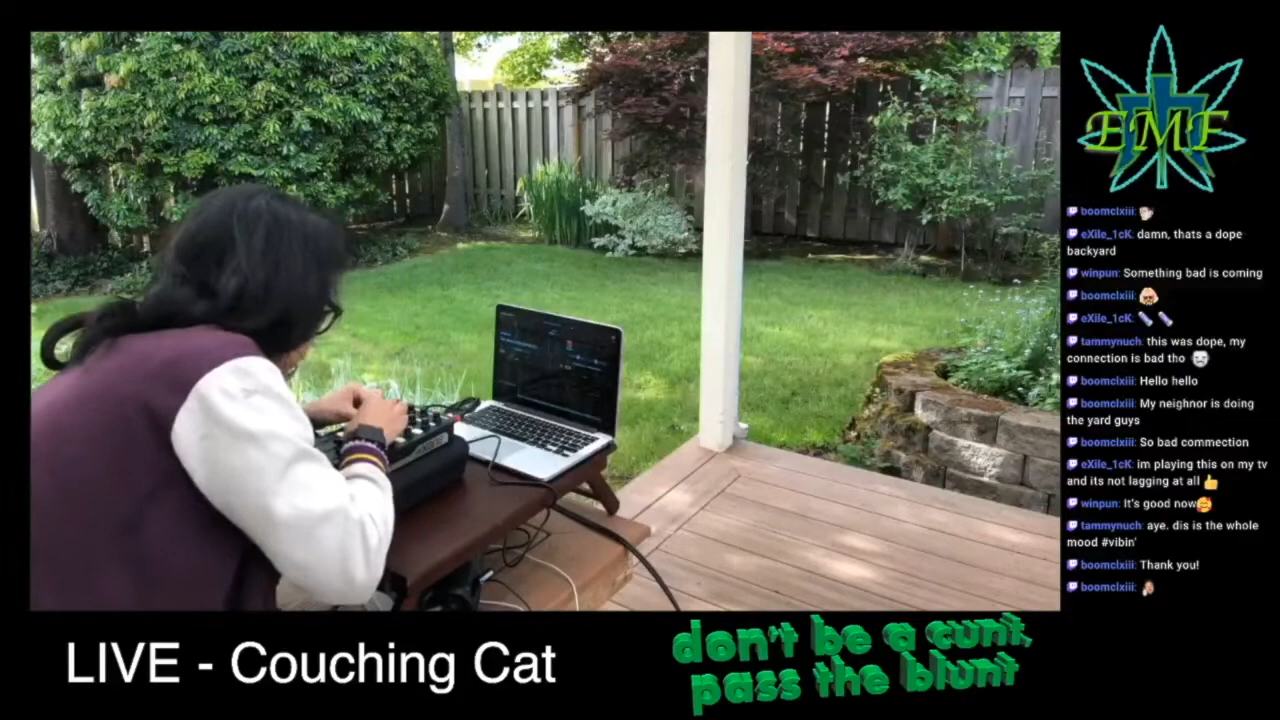 EMF
boomclxiii:
eXile_1cK: damn, thats a dope
backyard
winpun: Something bad is coming
boomclxiii:
eXile_1cK:
tammynuch: this was dope, my
connection is bad tho
boomclxiii: Hello hello
boomclxiii: My neighnor is doing
the yard guys
boomclxiii: So bad commection
eXile_1cK: im playing this on my tv
and its not lagging at all 👍
winpun: It's good now🥰
tammynuch: aye. dis is the whole
mood #vibin'
boomclxiii: Thank you!
boomclxiii:
LIVE - Couching Cat
don't be a cunt,
pass the blunt